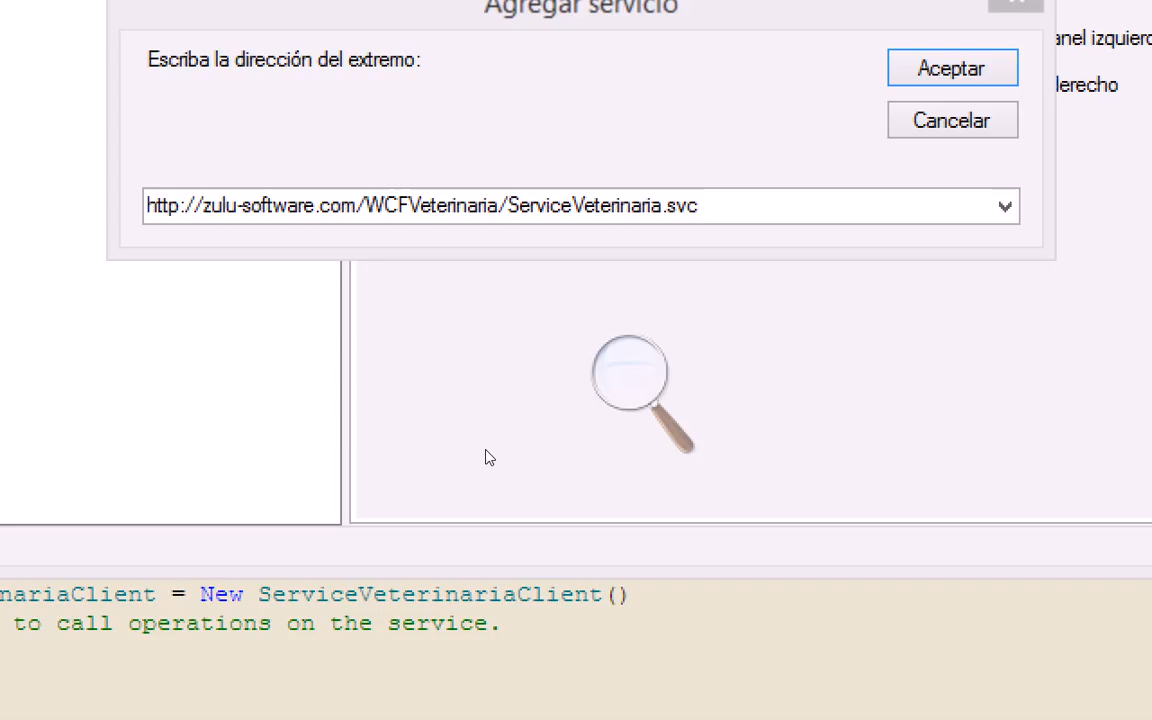 Agregar servicio
Escriba la dirección del extremo:
Aceptar
Cancelar
http://zulu-software.com/WCFVeterinaria/ServiceVeterinaria.svc
anel izquierd
derecho
nariaClient = New ServiceVeterinariaClient()
to call operations on the service.